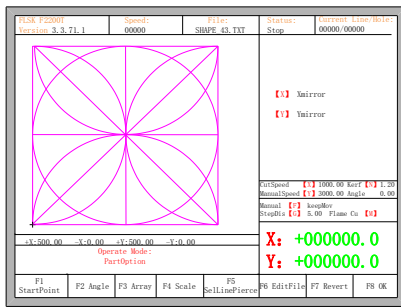 FLSK F2200T
Version 3.3.71.1
Speed:
00000
File:
SHAPE_43.TXT
Status:
Stop
Current Line/Hole:
00000/00000
【X】 Xmirror
【Y】 Ymirror
CutSpeed 【X】 1000.00 Kerf 【N】 1.20
ManualSpeed 【V】 3000.00 Angle 0.00
Manual 【F】 keepMov
StepDis 【G】 5.00 Flame Cu 【M】
+X:500.00 -X:0.00 +Y:500.00 -Y:0.00
Operate Mode:
PartOption
X: +000000.0
Y: +000000.0
F1 StartPoint
F2 Angle
F3 Array
F4 Scale
F5 SelLinePierce
F6 EditFile
F7 Revert
F8 OK